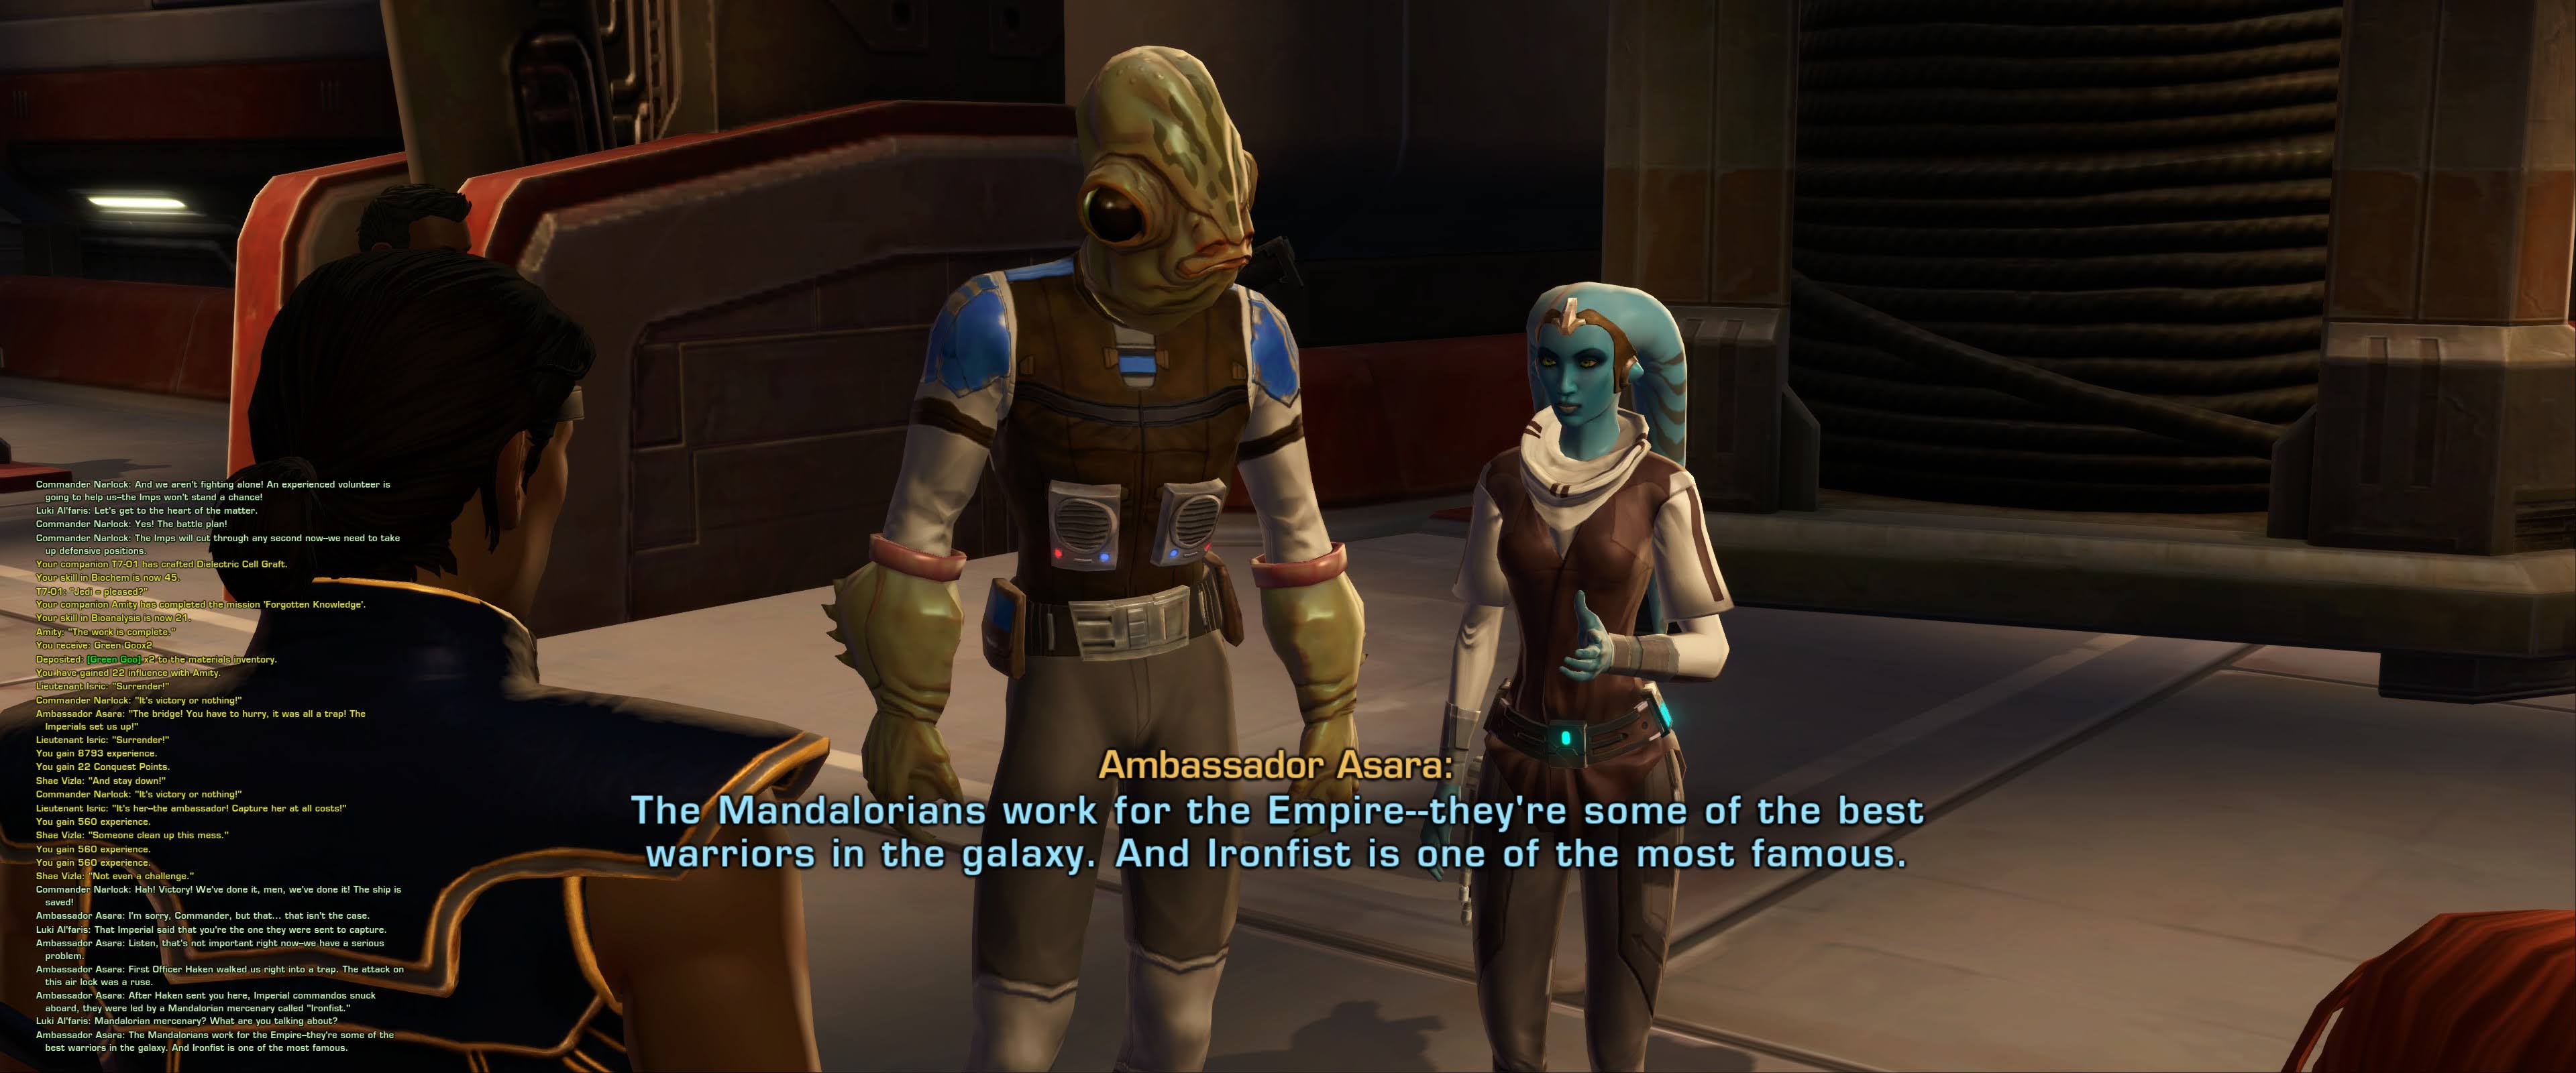 Commander Narlock: And we aren't fighting alone! An experienced volunteer is
going to help us--the Imps won't stand a chance!
Luki Al'faris: Let's get to the heart of the matter.
Commander Narlock: Yes! The battle plan!
Commander Narlock: The Imps will cut through any second now--we need to take
up defensive positions.
Your companion T7-01 has crafted Dielectric Cell Graft.
Your skill in Biochem is now 45.
T7-01: "Jedi = pleased?"
Your companion Amity has completed the mission 'Forgotten Knowledge'.
Your skill in Bioanalysis is now 21.
Amity: "The work is complete."
You receive: Green Goox2
Deposited: [Green Goo] x2 to the materials inventory.
You have gained 22 influence with Amity.
Lieutenant Isric: "Surrender!"
Commander Narlock: "It's victory or nothing!"
Ambassador Asara: "The bridge! You have to hurry, it was all a trap! The
Imperials set us up!"
Lieutenant Isric: "Surrender!"
You gain 8793 experience.
You gain 22 Conquest Points.
Shae Vizla: "And stay down!"
Commander Narlock: "It's victory or nothing!"
Lieutenant Isric: "It's her--the ambassador! Capture her at all costs!"
You gain 560 experience.
Shae Vizla: "Someone clean up this mess."
You gain 560 experience.
You gain 560 experience.
Shae Vizla: "Not even a challenge."
Commander Narlock: Hah! Victory! We've done it, men, we've done it! The ship is
saved!
Ambassador Asara: I'm sorry, Commander, but that... that isn't the case.
Luki Al'faris: That Imperial said that you're the one they were sent to capture.
Ambassador Asara: Listen, that's not important right now--we have a serious
problem.
Ambassador Asara: First Officer Haken walked us right into a trap. The attack on
this air lock was a ruse.
Ambassador Asara: After Haken sent you here, Imperial commandos snuck
aboard, they were led by a Mandalorian mercenary called "Ironfist."
Luki Al'faris: Mandalorian mercenary? What are you talking about?
Ambassador Asara: The Mandalorians work for the Empire--they're some of the
best warriors in the galaxy. And Ironfist is one of the most famous.
Ambassador Asara:
The Mandalorians work for the Empire--they're some of the best
warriors in the galaxy. And Ironfist is one of the most famous.